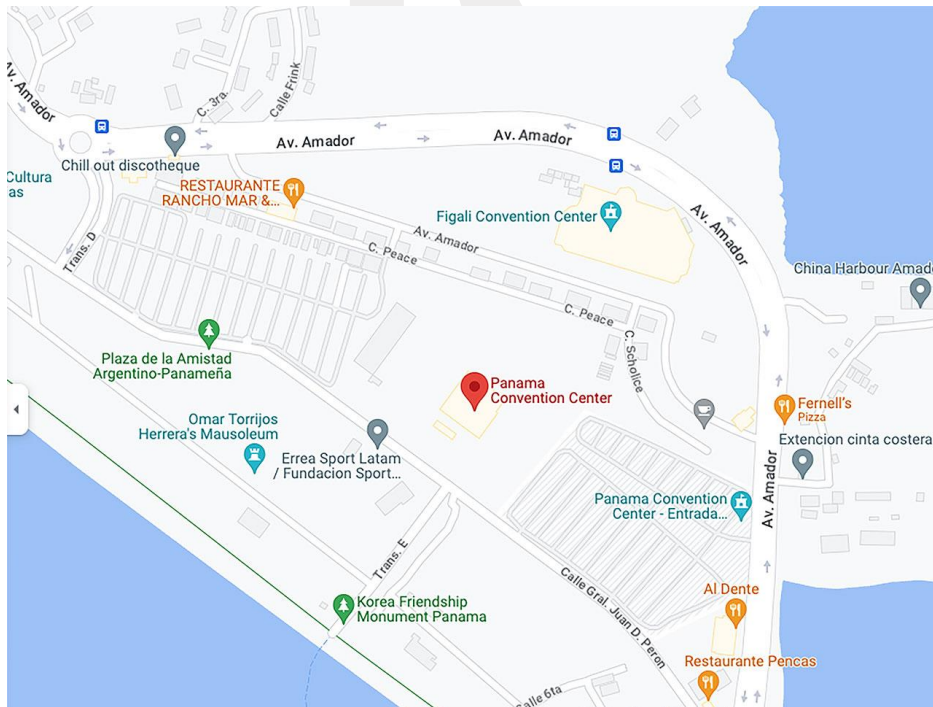 Av. Amador
C. 3ra.
Calle Frink
Av. Amador
Av. Amador
Chill out discotheque
Cultura
as
RESTAURANTE
RANCHO MAR &...
Figali Convention Center
Av. Amador
Av. Amador
Trans. D
C. Peace
China Harbour Amad
C. Peace
C. Scholice
Plaza de la Amistad
Argentino-Panameña
Panama
Convention Center
Fernell's
Pizza
Omar Torrijos
Herrera's Mausoleum
Errea Sport Latam
/ Fundacion Sport...
Extencion cinta costera
Panama Convention
Center - Entrada...
Av. Amador
Trans. E
Calle Gral. Juan D. Peron
Al Dente
Korea Friendship
Monument Panama
Restaurante Pencas
Calle 6ta